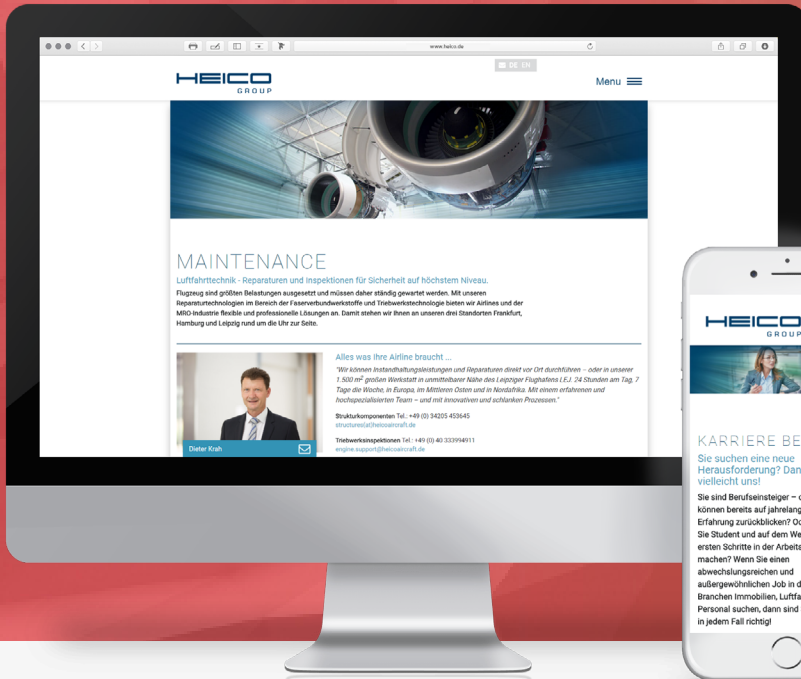 www.heico.de
DE EN
HEICO
GROUP
Menu
MAINTENANCE
Luftfahrttechnik - Reparaturen und Inspektionen für Sicherheit auf höchstem Niveau.
Flugzeug sind größten Belastungen ausgesetzt und müssen daher ständig gewartet werden. Mit unseren
Reparaturtechnologien im Bereich der Faserverbundwerkstoffe und Triebwerkstechnologie bieten wir Airlines und der
MRO-Industrie flexible und professionelle Lösungen an. Damit stehen wir Ihnen an unseren drei Standorten Frankfurt,
Hamburg und Leipzig rund um die Uhr zur Seite.
Alles was Ihre Airline braucht ...
"Wir können Instandhaltungsleistungen und Reparaturen direkt vor Ort durchführen – oder in unserer
1.500 m² großen Werkstatt in unmittelbarer Nähe des Leipziger Flughafens LEJ. 24 Stunden am Tag, 7
Tage die Woche, in Europa, im Mittleren Osten und in Nordafrika. Mit einem erfahrenen und
hochspezialisierten Team – und mit innovativen und schlanken Prozessen."
Strukturkomponenten Tel.: +49 (0) 34205 453645
structures(at)heicoaircraft.de
Triebwerksinspektionen Tel.: +49 (0) 40 333994911
engine.support@heicoaircraft.de
Dieter Krah
HEICO
GROUP
KARRIERE BE
Sie suchen eine neue
Herausforderung? Dan
vielleicht uns!
Sie sind Berufseinsteiger –
können bereits auf jahrelang
Erfahrung zurückblicken? Od
Sie Student und auf dem We
ersten Schritte in der Arbeits
machen? Wenn Sie einen
abwechslungsreichen und
außergewöhnlichen Job in d
Branchen Immobilien, Luftfa
Personal suchen, dann sind
in jedem Fall richtig!